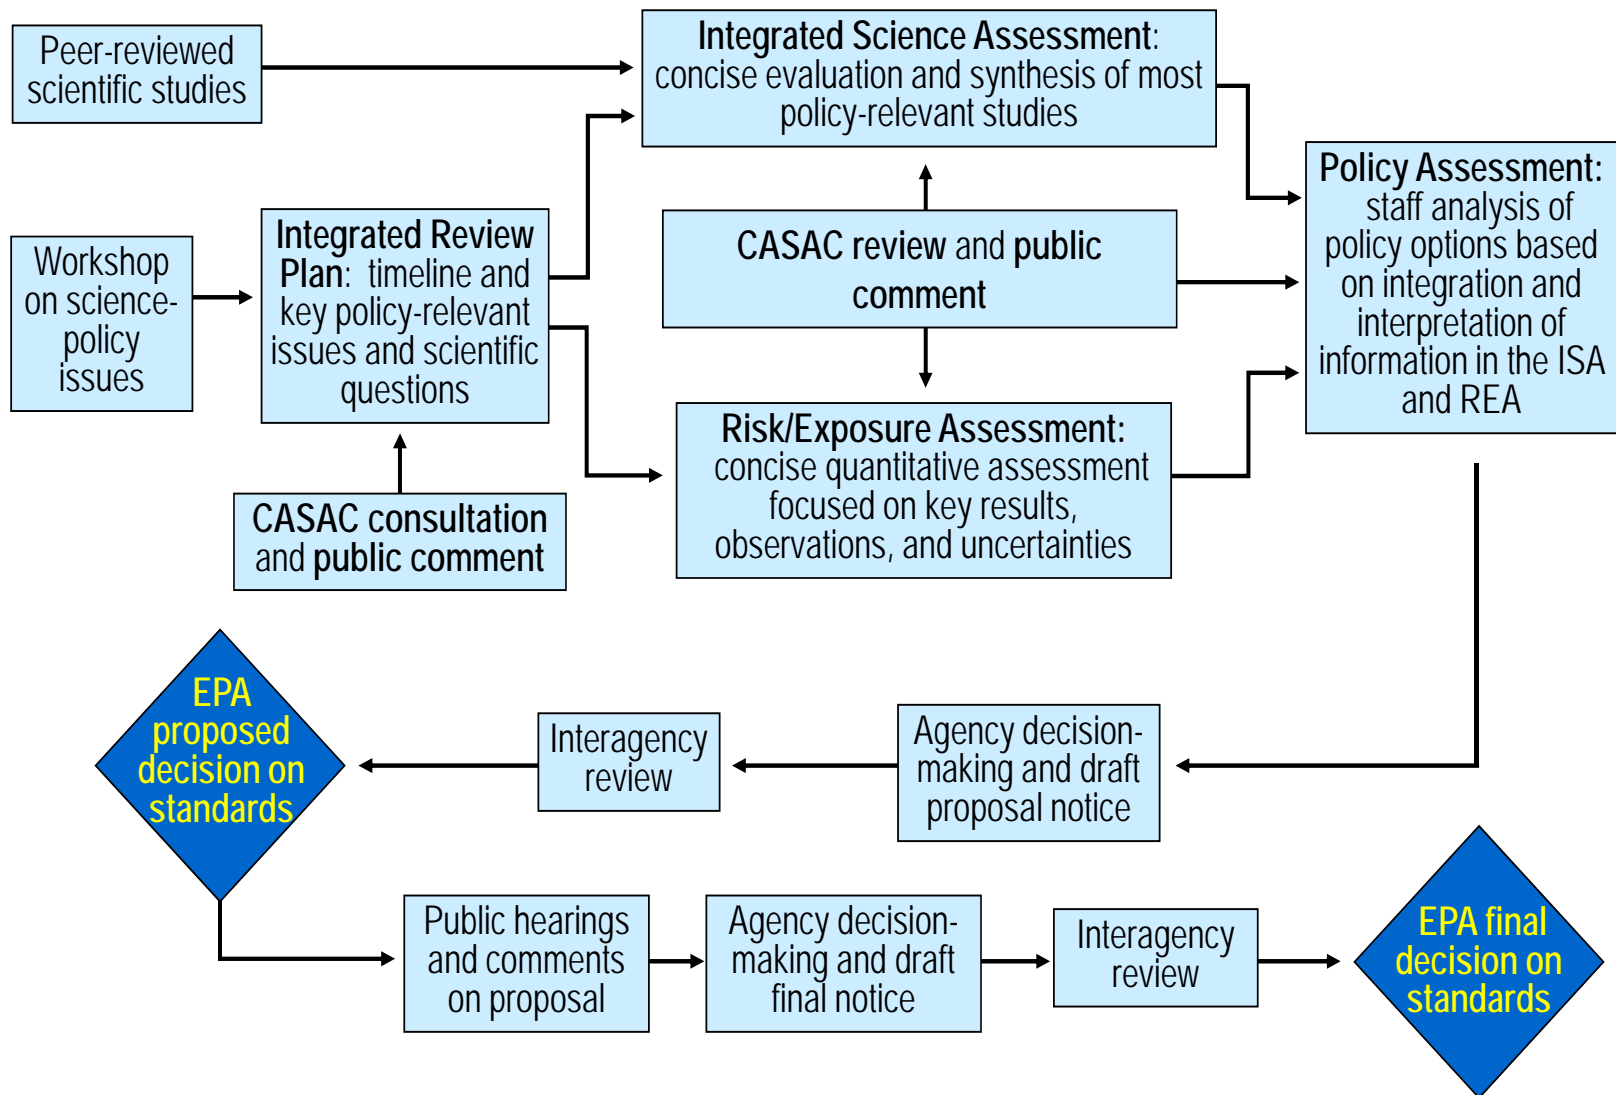 Peer-reviewed
scientific studies
Integrated Science Assessment:
concise evaluation and synthesis of most
policy-relevant studies
Workshop
on science-
policy
issues
Integrated Review
Plan: timeline and
key policy-relevant
issues and scientific
questions
CASAC consultation
and public comment
CASAC review and public
comment
Risk/Exposure Assessment:
concise quantitative assessment
focused on key results,
observations, and uncertainties
Policy Assessment:
staff analysis of
policy options based
on integration and
interpretation of
information in the ISA
and REA
Agency decision-
making and draft
proposal notice
Interagency
review
EPA
proposed
decision on
standards
Public hearings
and comments
on proposal
Agency decision-
making and draft
final notice
Interagency
review
EPA final
decision on
standards